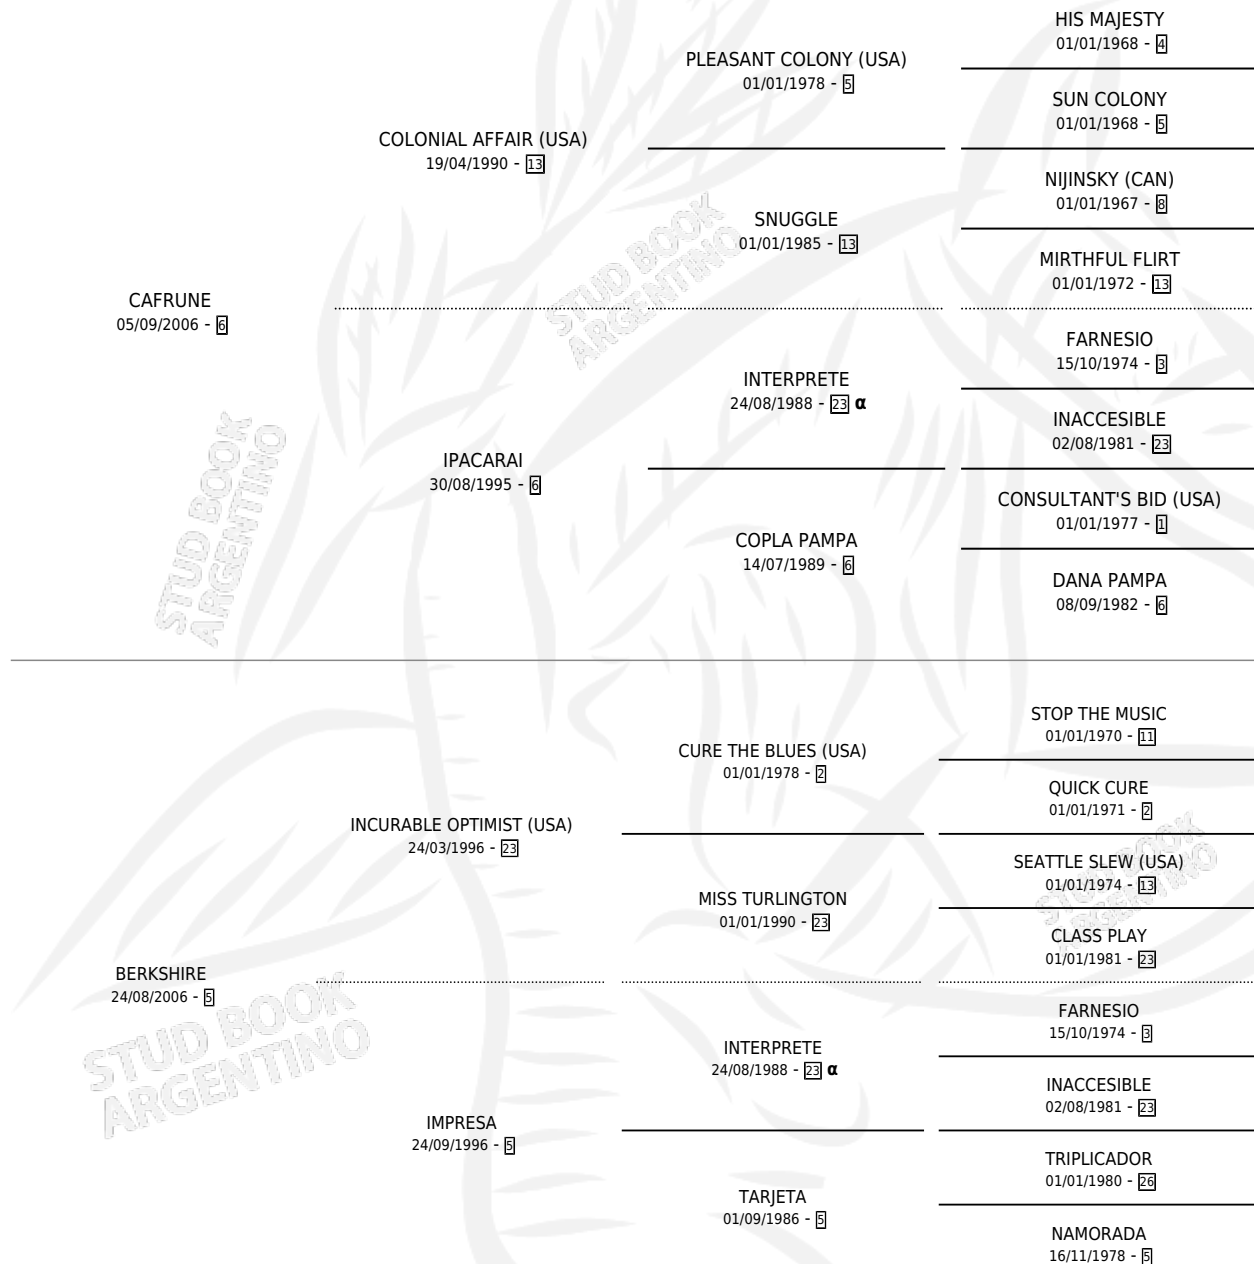 HIS MAJESTY
01/01/1968 - 4
PLEASANT COLONY (USA)
01/01/1978 - 5
SUN COLONY
01/01/1968 - 5
COLONIAL AFFAIR (USA)
19/04/1990 - 13
NIJINSKY (CAN)
01/01/1967 - 8
SNUGGLE
01/01/1985 - 13
MIRTHFUL FLIRT
01/01/1972 - 13
CAFRUNE
05/09/2006 - 6
FARNESIO
15/10/1974 - 3
INTERPRETE
24/08/1988 - 23 α
INACCESIBLE
02/08/1981 - 23
IPACARAI
30/08/1995 - 6
CONSULTANT'S BID (USA)
01/01/1977 - 1
COPLA PAMPA
14/07/1989 - 6
DANA PAMPA
08/09/1982 - 6
STUD BOOK
ARGENTINO
STUD BOOK
ARGENTINO
STOP THE MUSIC
01/01/1970 - 11
CURE THE BLUES (USA)
01/01/1978 - 2
QUICK CURE
01/01/1971 - 2
INCURABLE OPTIMIST (USA)
24/03/1996 - 23
SEATTLE SLEW (USA)
01/01/1974 - 13
MISS TURLINGTON
01/01/1990 - 23
CLASS PLAY
01/01/1981 - 23
BERKSHIRE
24/08/2006 - 5
FARNESIO
15/10/1974 - 3
INTERPRETE
24/08/1988 - 23 α
INACCESIBLE
02/08/1981 - 23
IMPRESA
24/09/1996 - 5
TRIPLICADOR
01/01/1980 - 26
TARJETA
01/09/1986 - 5
NAMORADA
16/11/1978 - 5
STUD BOOK
ARGENTINO
STUD BOOK
ARGENTINO